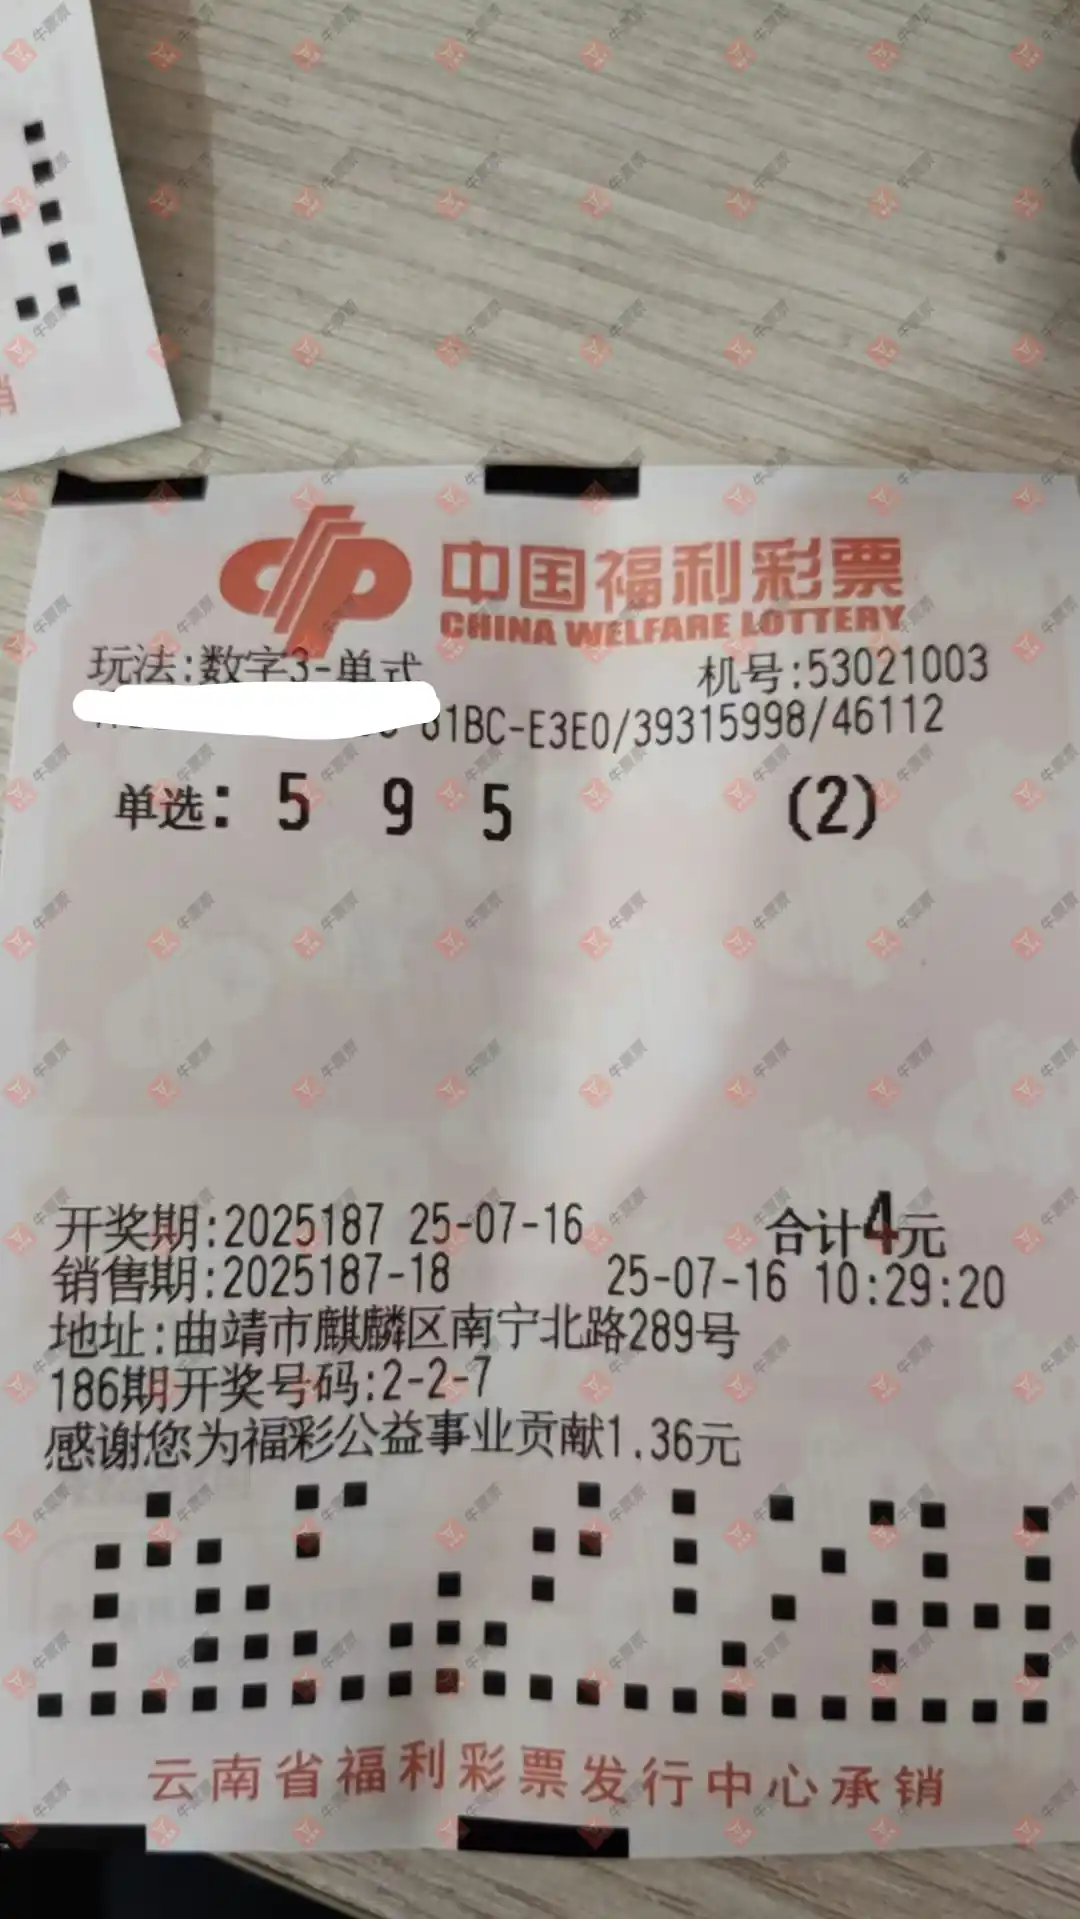 销
中国福利彩票
CHINA WELFARE LOTTERY
玩法:数字3-单式 机号:53021003
81BC-E3E0/39315998/46112
单选: 5 9 5 (2)
开奖期:2025187 25-07-16 合计4元
销售期:2025187-18 25-07-16 10:29:20
地址:曲靖市麒麟区南宁北路289号
186期开奖号码:2-2-7
感谢您为福彩公益事业贡献1.36元
云南省福利彩票发行中心承销
牛票票